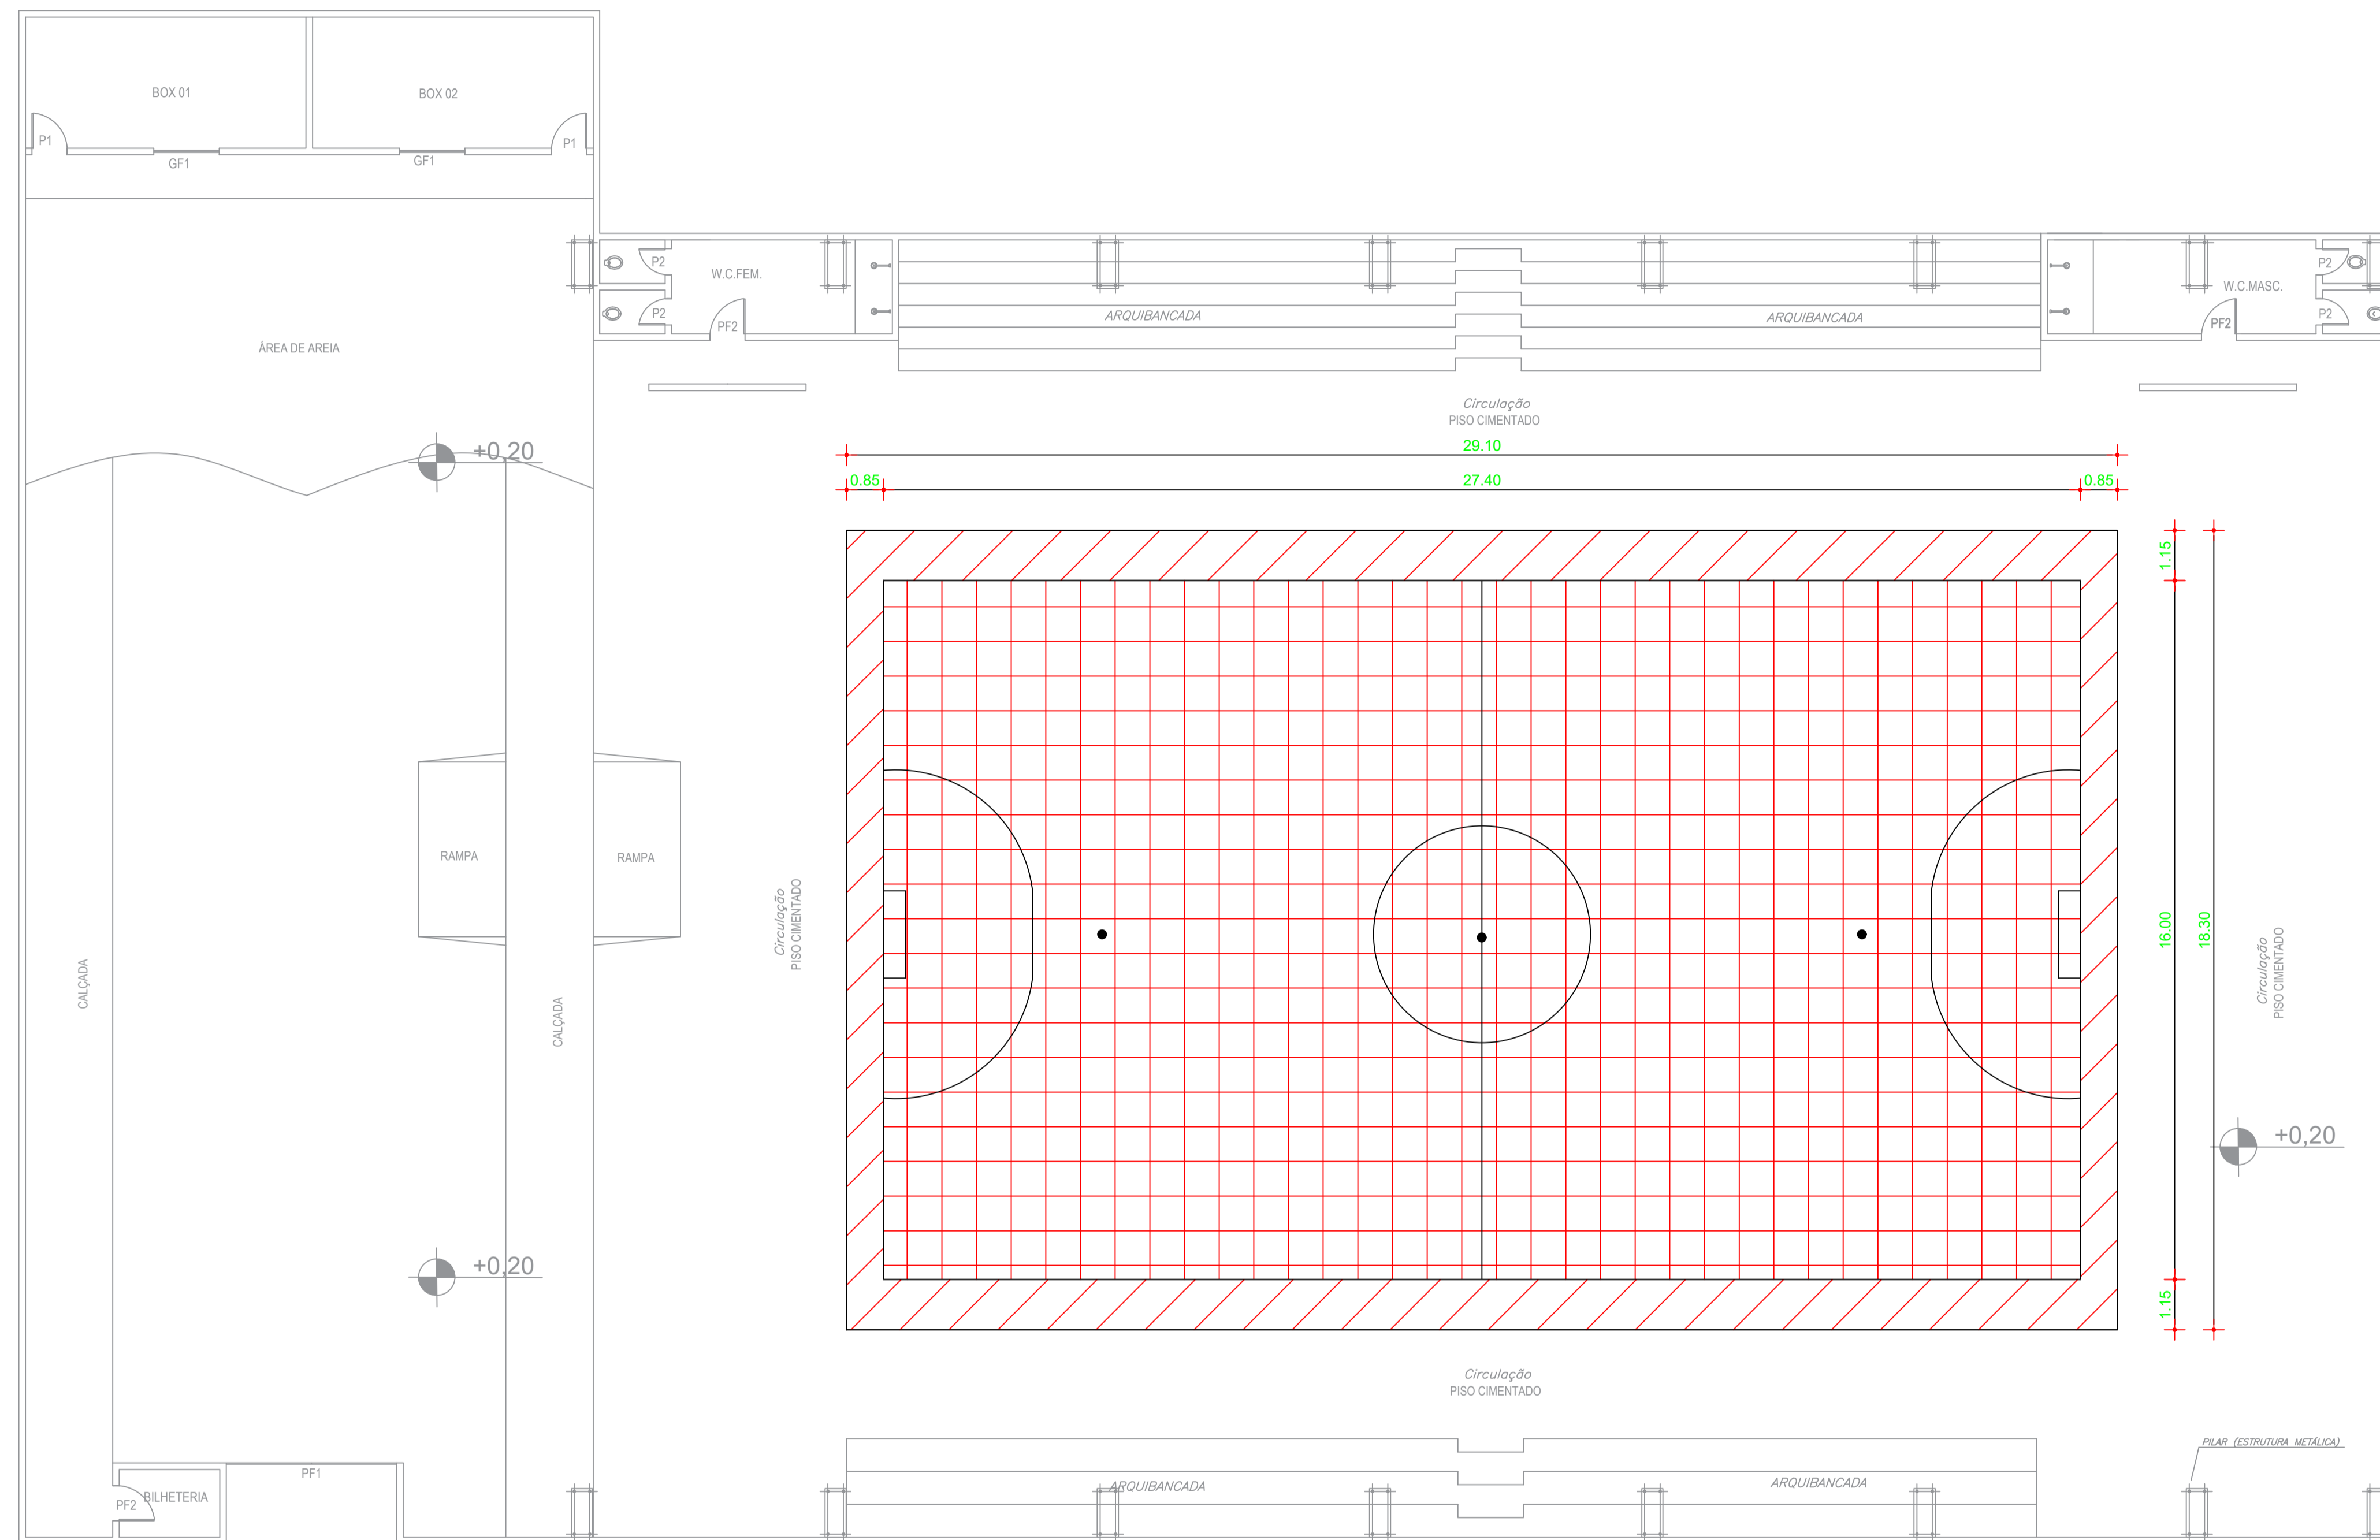 BOX 01
BOX 02
P1
P1
GF1
GF1
P2
W.C.FEM.
P2
PF2
ARQUIBANCADA
ARQUIBANCADA
P2
W.C.MASC.
P2
PF2
ÁREA DE AREIA
Circulação
PISO CIMENTADO
+0,20
29.10
0.85
27.40
0.85
1.15
RAMPA
RAMPA
Circulação
PISO CIMENTADO
16.00
18.30
Circulação
PISO CIMENTADO
CALÇADA
CALÇADA
+0,20
+0,20
1.15
Circulação
PISO CIMENTADO
PILAR (ESTRUTURA METÁLICA)
PF1
PF2
BILHETERIA
ARQUIBANCADA
ARQUIBANCADA